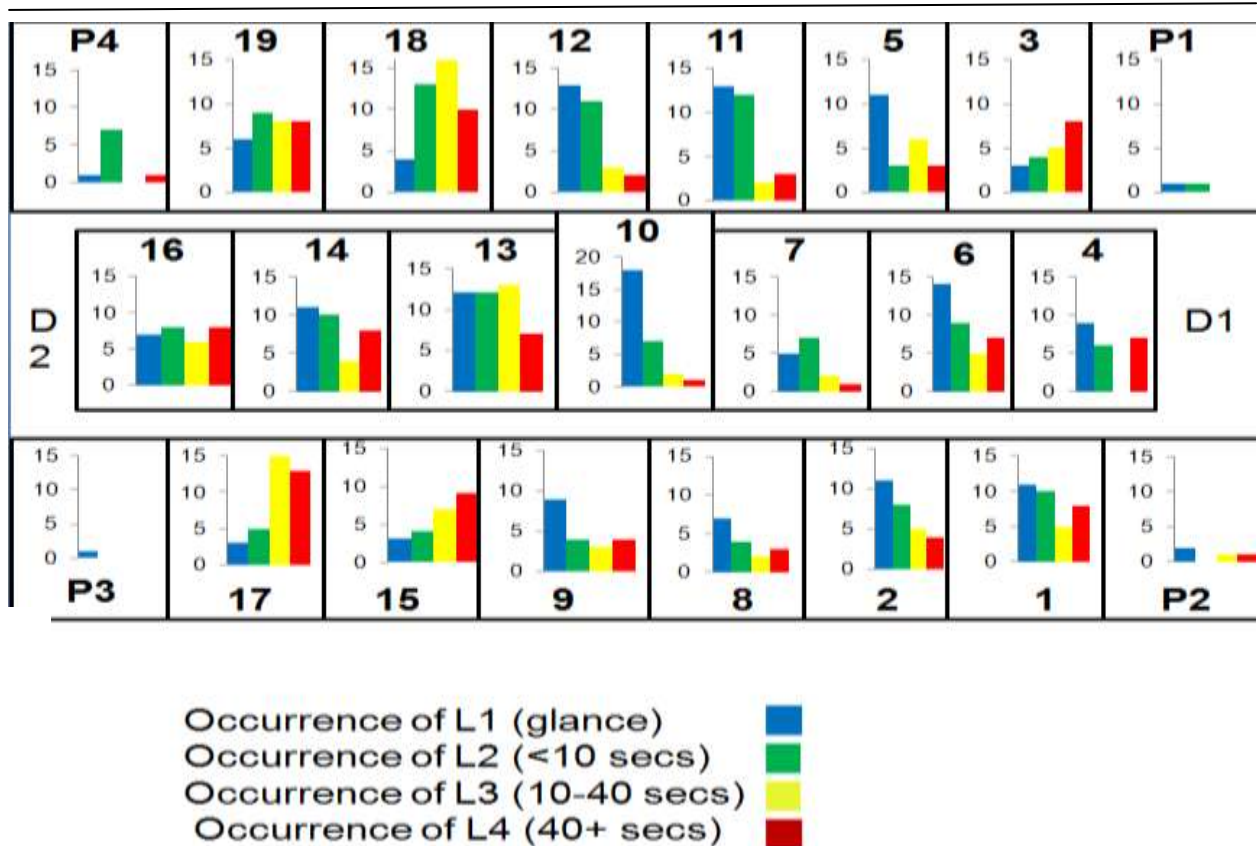 P4 19 18 12 11 5 3 P1
15 15 15 15 15 15 15 15
10 10 10 10 10 10 10 10
5 5 5 5 5 5 5 5
0 0 0 0 0 0 0 0
16 14 13 10 7 6 4
20
15 15 15 15 15 15 15
10 10 10 10 10 10 10
D 5 5 5 5 5 5 5 D1
2 0 0 0 0 0 0 0
15 15 15 15 15 15 15 15
10 10 10 10 10 10 10 10
5 5 5 5 5 5 5 5
0 0 0 0 0 0 0 0
P3 17 15 9 8 2 1 P2
Occurrence of L1 (glance)
Occurrence of L2 (<10 secs)
Occurrence of L3 (10-40 secs)
Occurrence of L4 (40+ secs)